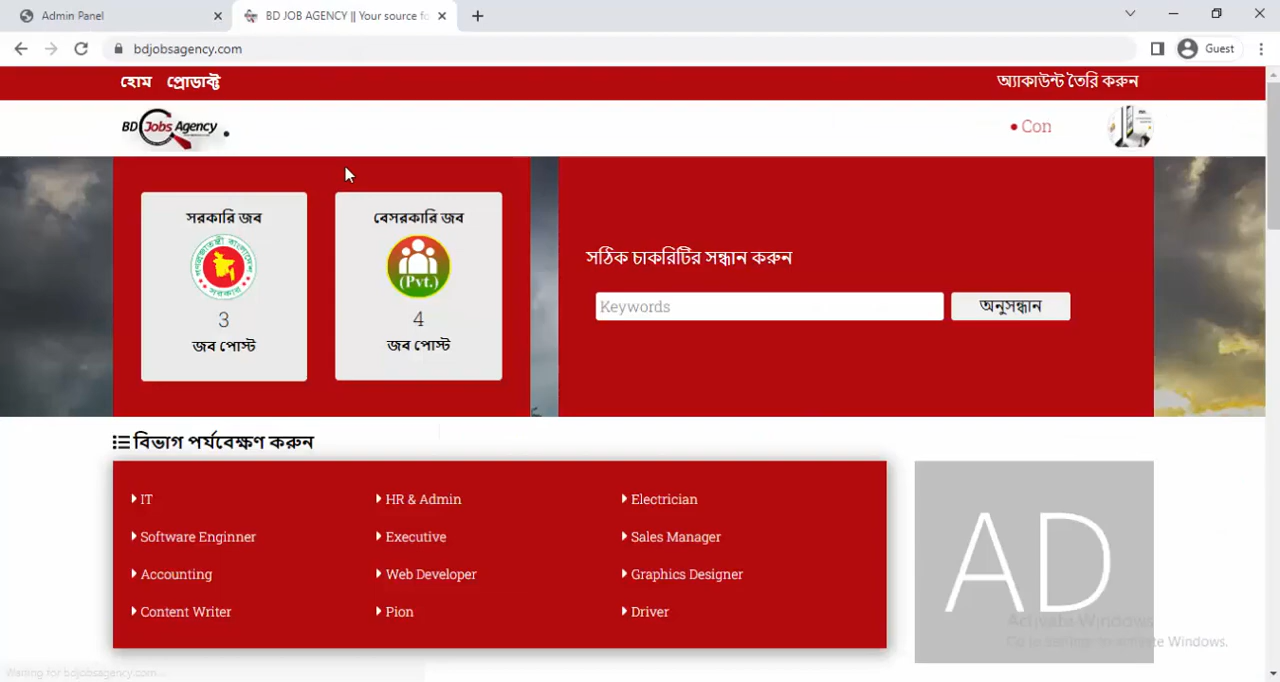 Admin Panel
BD JOB AGENCY || Your source fo
bdjobsagency.com
Guest
হোম প্রোডাক্ট
অ্যাকাউন্ট তৈরি করুন
BD Jobs Agency
• Con
সরকারি জব
3
জব পোস্ট
বেসরকারি জব
(Pvt.)
4
জব পোস্ট
সঠিক চাকরিটির সন্ধান করুন
Keywords
অনুসন্ধান
বিভাগ পর্যবেক্ষণ করুন
IT
HR & Admin
Electrician
Software Enginner
Executive
Sales Manager
Accounting
Web Developer
Graphics Designer
Content Writer
Pion
Driver
AD
Activate Windows
Go to Settings to activate Windows.
Waiting for bdjobsagency.com...